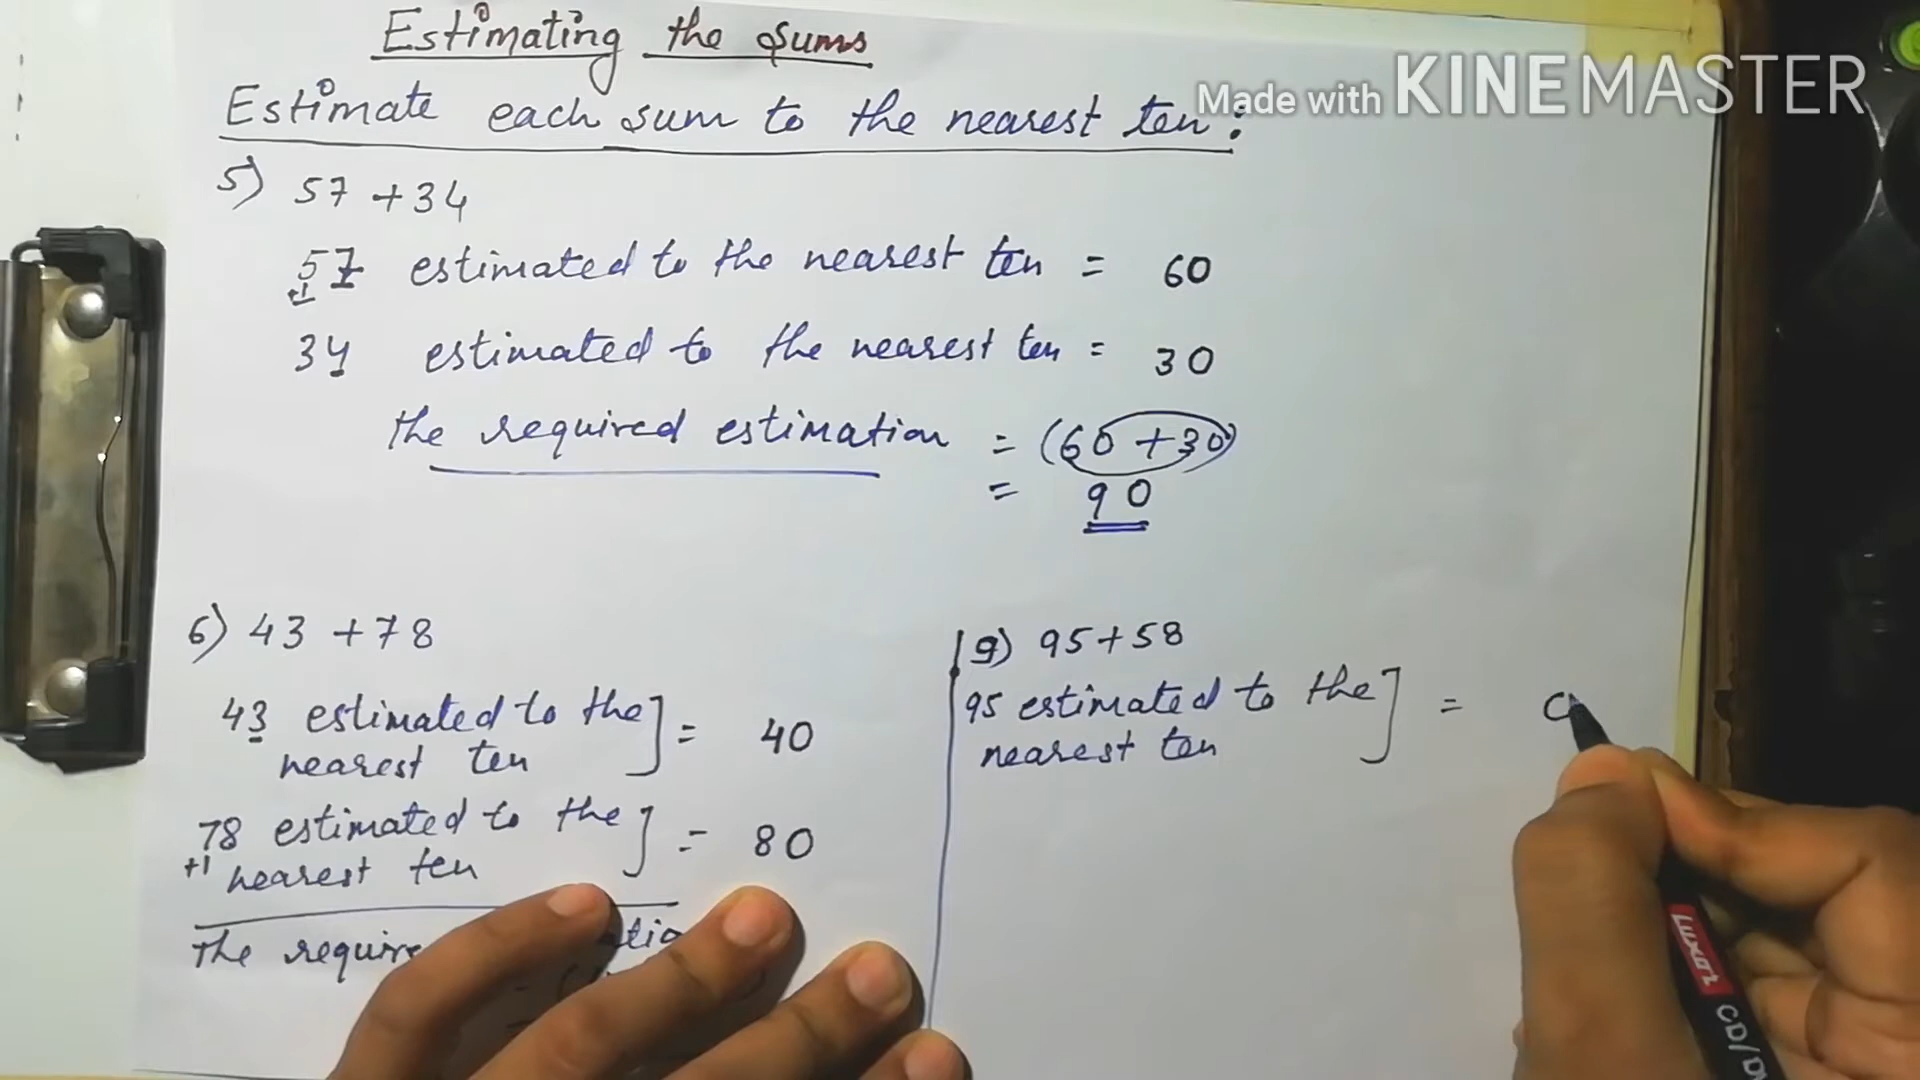 Estimating the Sums
Made with KINEMASTER
Estimate each sum to the nearest ten:
5) 57 + 34
57 estimated to the nearest ten = 60
+1
34 estimated to the nearest ten = 30
the required estimation = (60 + 30)
= 90
6) 43 + 78
43 estimated to the ] = 40
nearest ten
78 estimated to the ] = 80
+1 nearest ten
The
9) 95 + 58
95 estimated to the ] =
nearest ten
Luxor